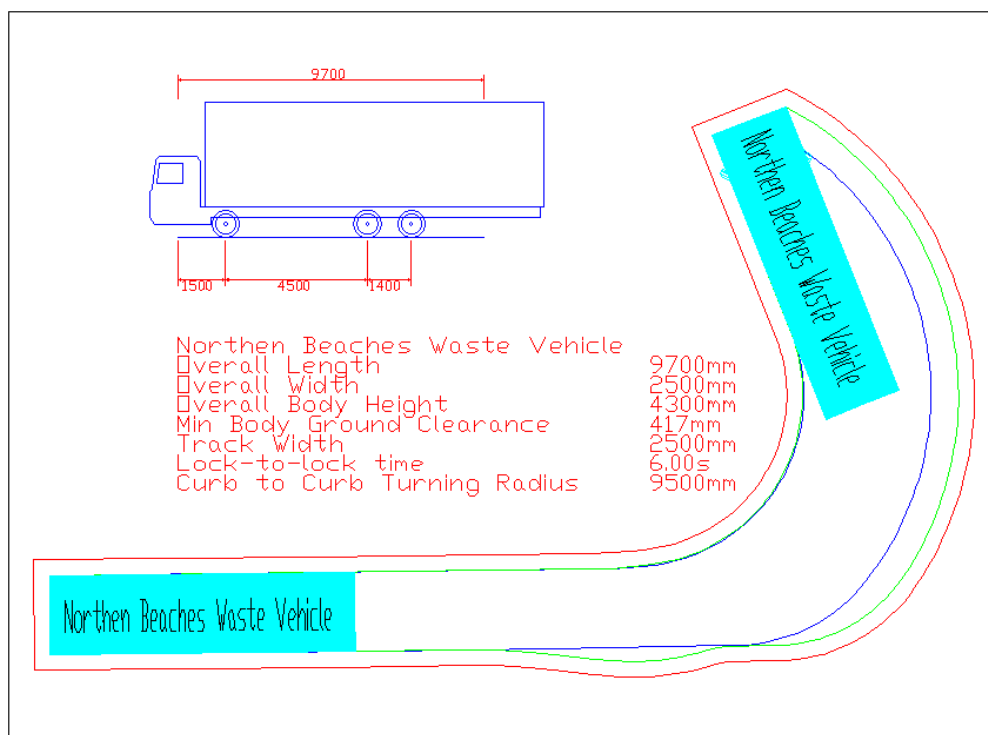 9700
1500 4500 1400
Northen Beaches Waste Vehicle
Overall Length 9700mm
Overall Width 2500mm
Overall Body Height 4300mm
Min Body Ground Clearance 417mm
Track Width 2500mm
Lock-to-lock time 6.00s
Curb to Curb Turning Radius 9500mm
Northen Beaches Waste Vehicle
Northen Beaches Waste Vehicle